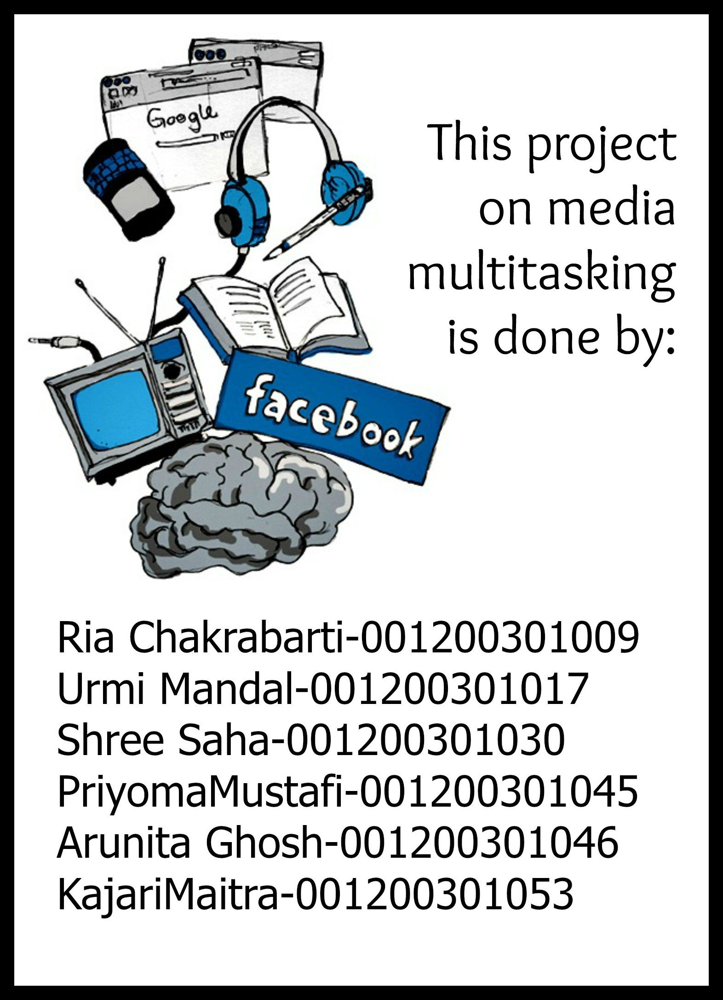 Google
This project
on media
multitasking
is done by:
facebook
Ria Chakrabarti-001200301009
Urmi Mandal-001200301017
Shree Saha-001200301030
PriyomaMustafi-001200301045
Arunita Ghosh-001200301046
KajariMaitra-001200301053